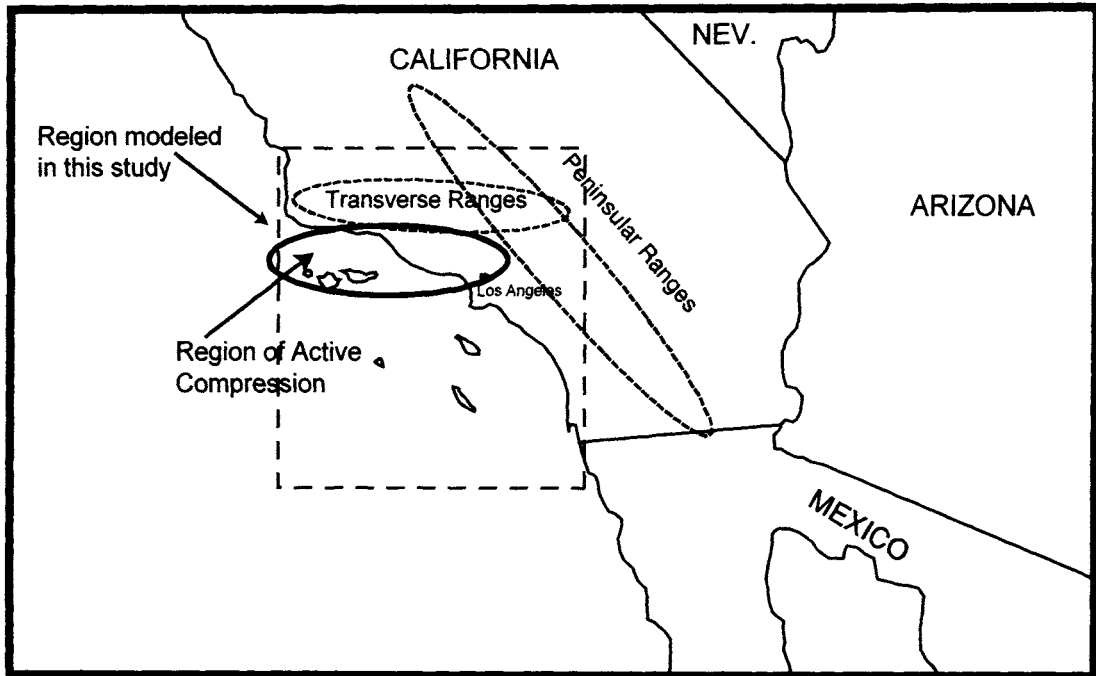 NEV.
CALIFORNIA
Region modeled
in this study
Peninsular Ranges
Transverse Ranges
ARIZONA
Los Angeles
Region of Active
Compression
MEXICO